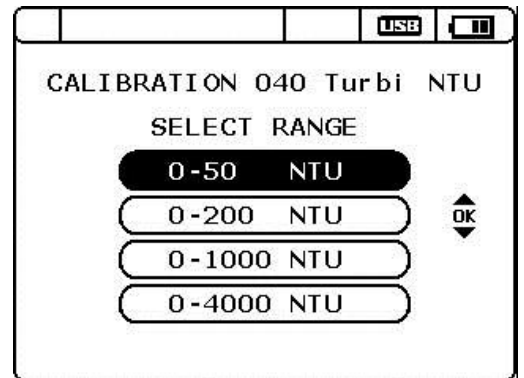 USB
CALIBRATION 040 Turbi NTU
SELECT RANGE
0-50 NTU
0-200 NTU
OK
0-1000 NTU
0-4000 NTU